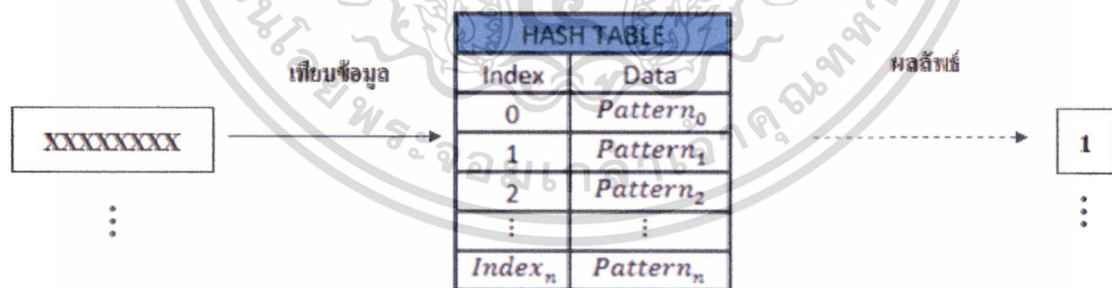 HASH TABLE
เทียบข้อมูล
ผลลัพธ์
Index Data
XXXXXXXX
0 Pattern₀
1
1 Pattern₁
2 Pattern₂
⋮ ⋮
Indexₙ Patternₙ